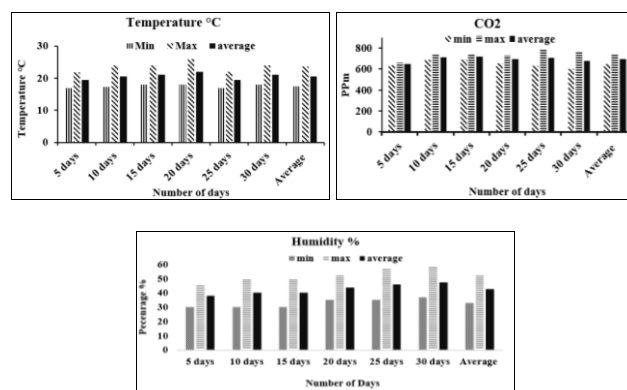 Temperature °C
Min Max average
30
20
10
0
Temperature °C
5 days 10 days 15 days 20 days 25 days 30 days Average
Number of days
CO2
min max average
800
600
400
200
0
PPm
5 days 10 days 15 days 20 days 25 days 30 days Average
Number of days
Humidity %
min max average
60
50
40
30
20
10
0
Pecenrage %
5 days 10 days 15 days 20 days 25 days 30 days Average
Number of Days